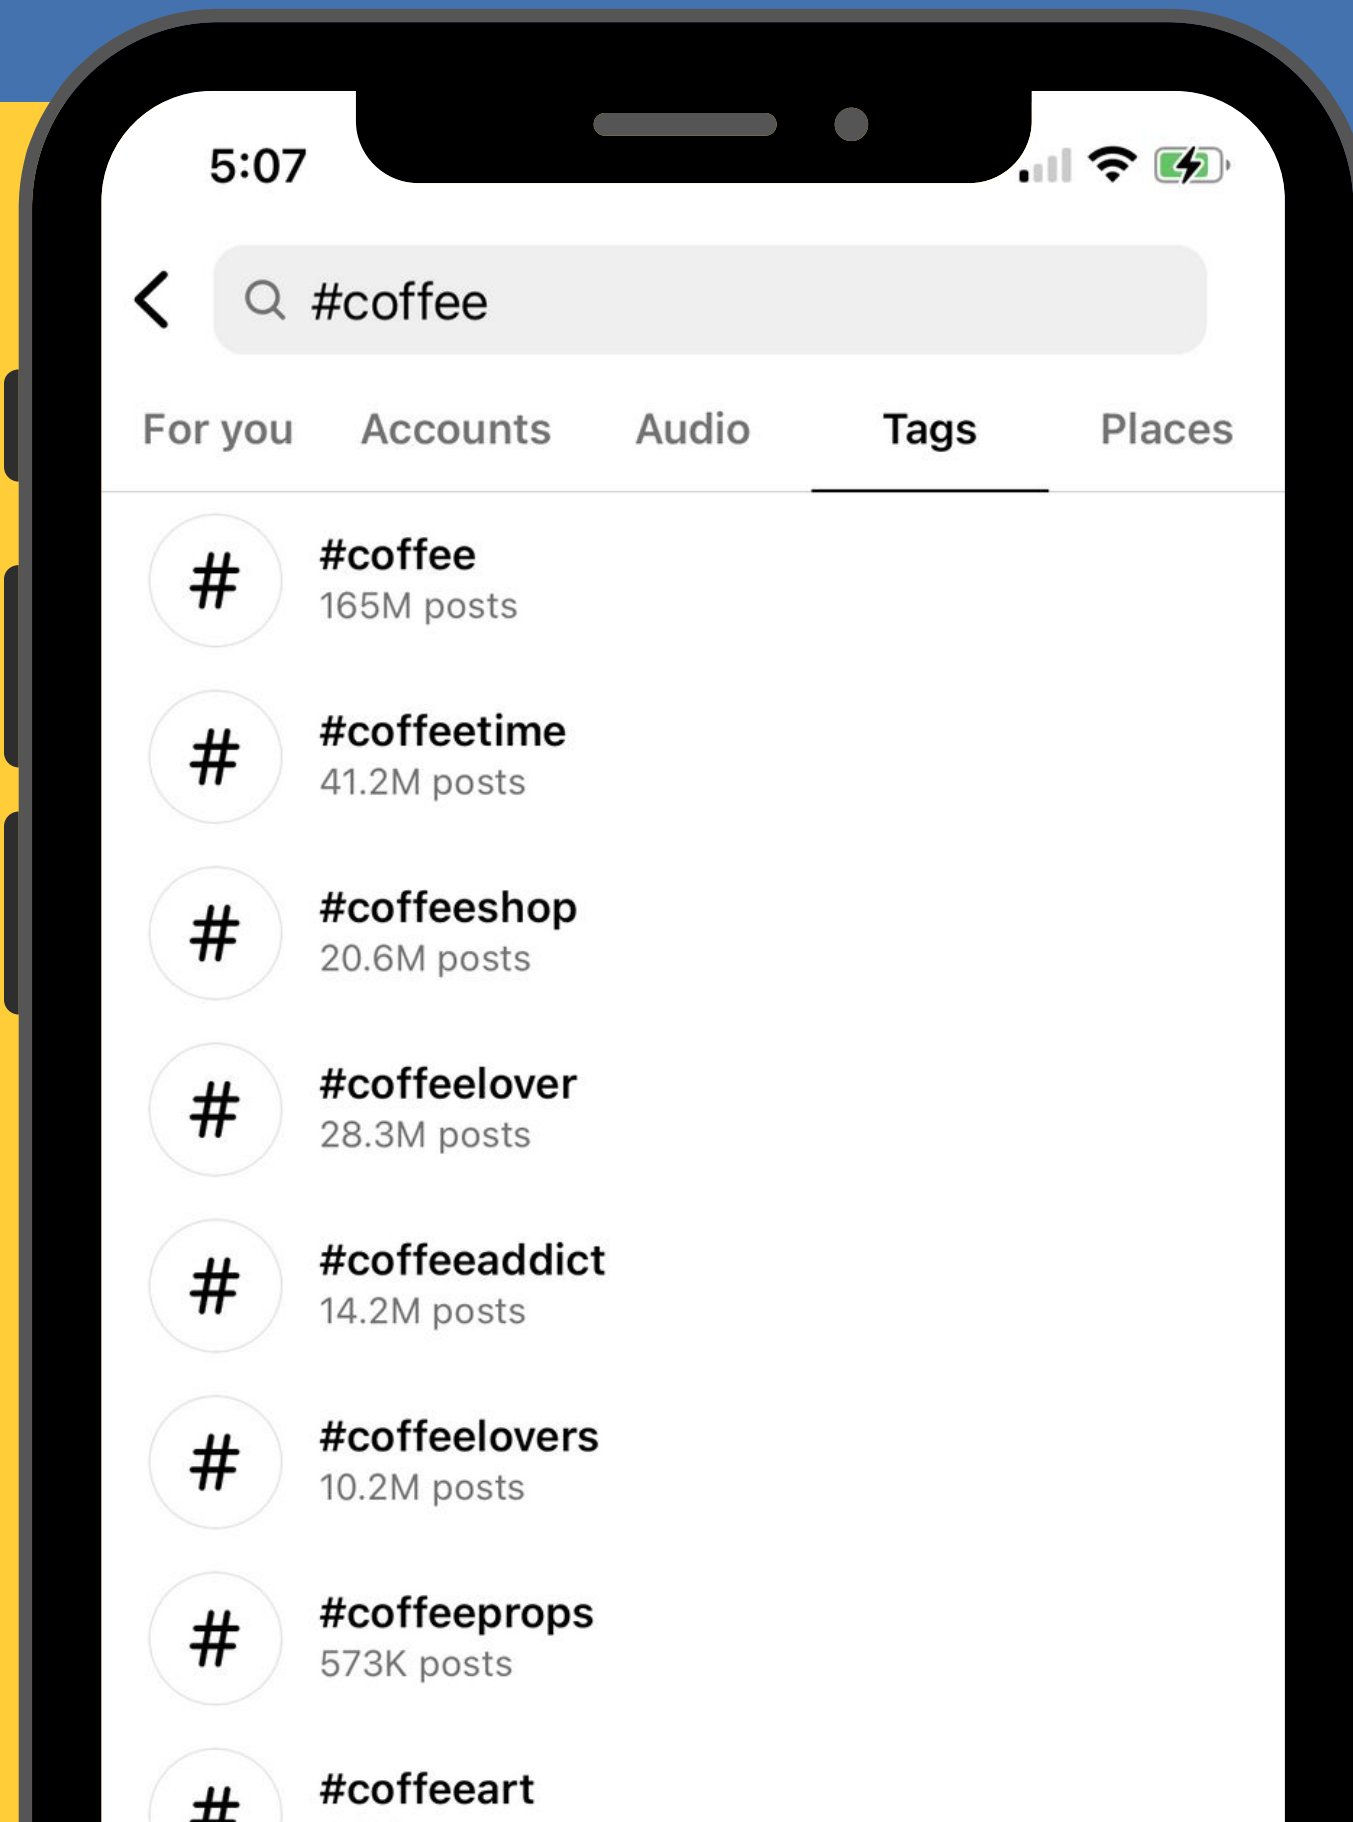 5:07
#coffee
For you Accounts Audio Tags Places
#
#coffee
165M posts
#
#coffeetime
41.2M posts
#
#coffeeshop
20.6M posts
#
#coffeelover
28.3M posts
#
#coffeeaddict
14.2M posts
#
#coffeelovers
10.2M posts
#
#coffeeprops
573K posts
#
#coffeeart